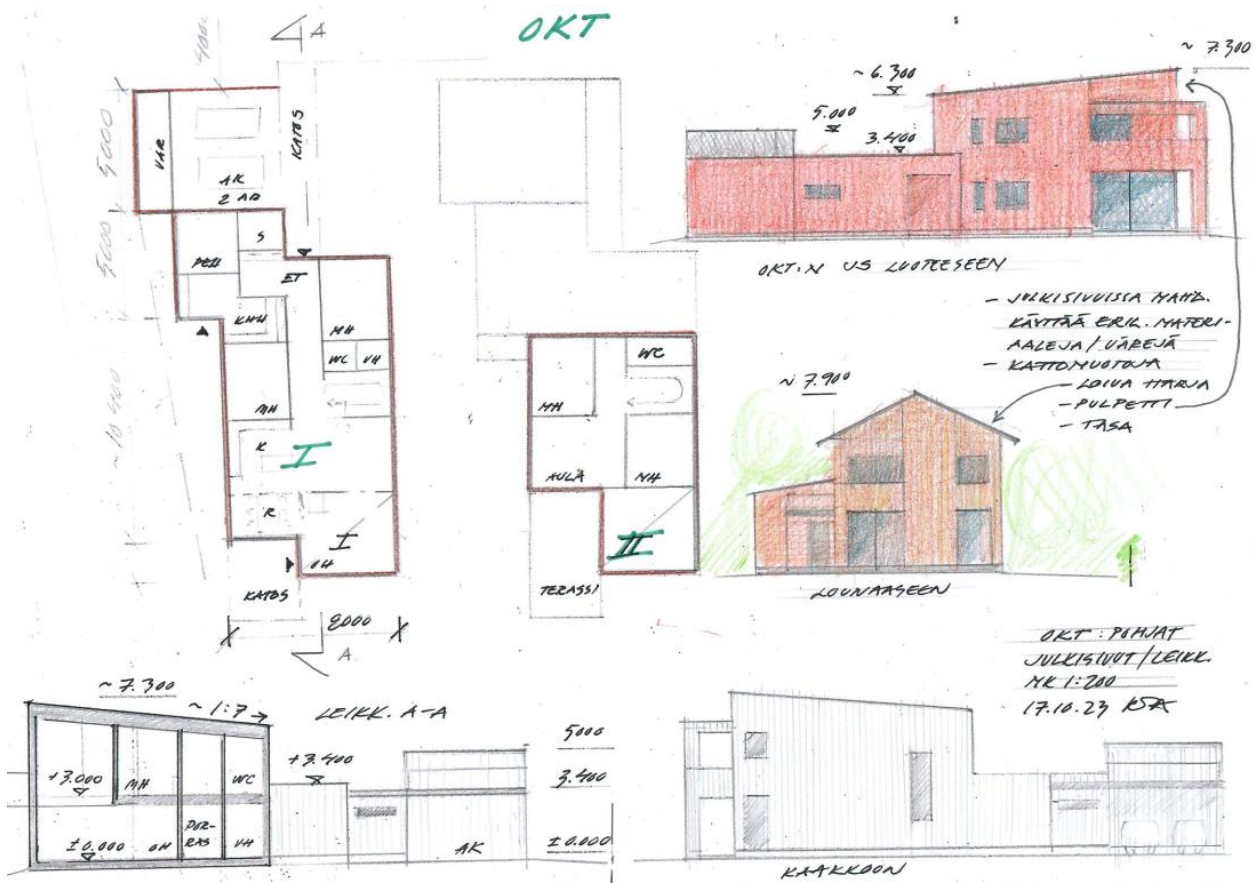 OKT
A
400
5000
5000
~10 400
VAR
AK
2 AP
KATOS
S
PEH
ET
KHH
MH
WC
VH
MH
K
I
R
I
OH
KATOS
8000
A
WC
MH
AULA
MH
II
TERASSI
~ 7.300
~ 6.300
5.000
3.400
OKT:N US LUOTEESEEN
- JULKISIVUISSA MAHD.
KÄYTTÄÄ ERIL. MATERI-
AALEJA / VÄREJÄ
- KATTOMUOTOJA
- LOIVA HARJA
- PULPETTI
- TASA
~ 7.900
LOUNAASEEN
OKT : POHJAT
JULKISIVUT / LEIKK.
MK 1:200
17.10.23
~ 7.300
~ 1:7
LEIKK. A-A
+3.000
MH
WC
±0.000
OH
POR-
RAS
VH
+3.400
AK
5000
3.400
±0.000
KAAKKOON